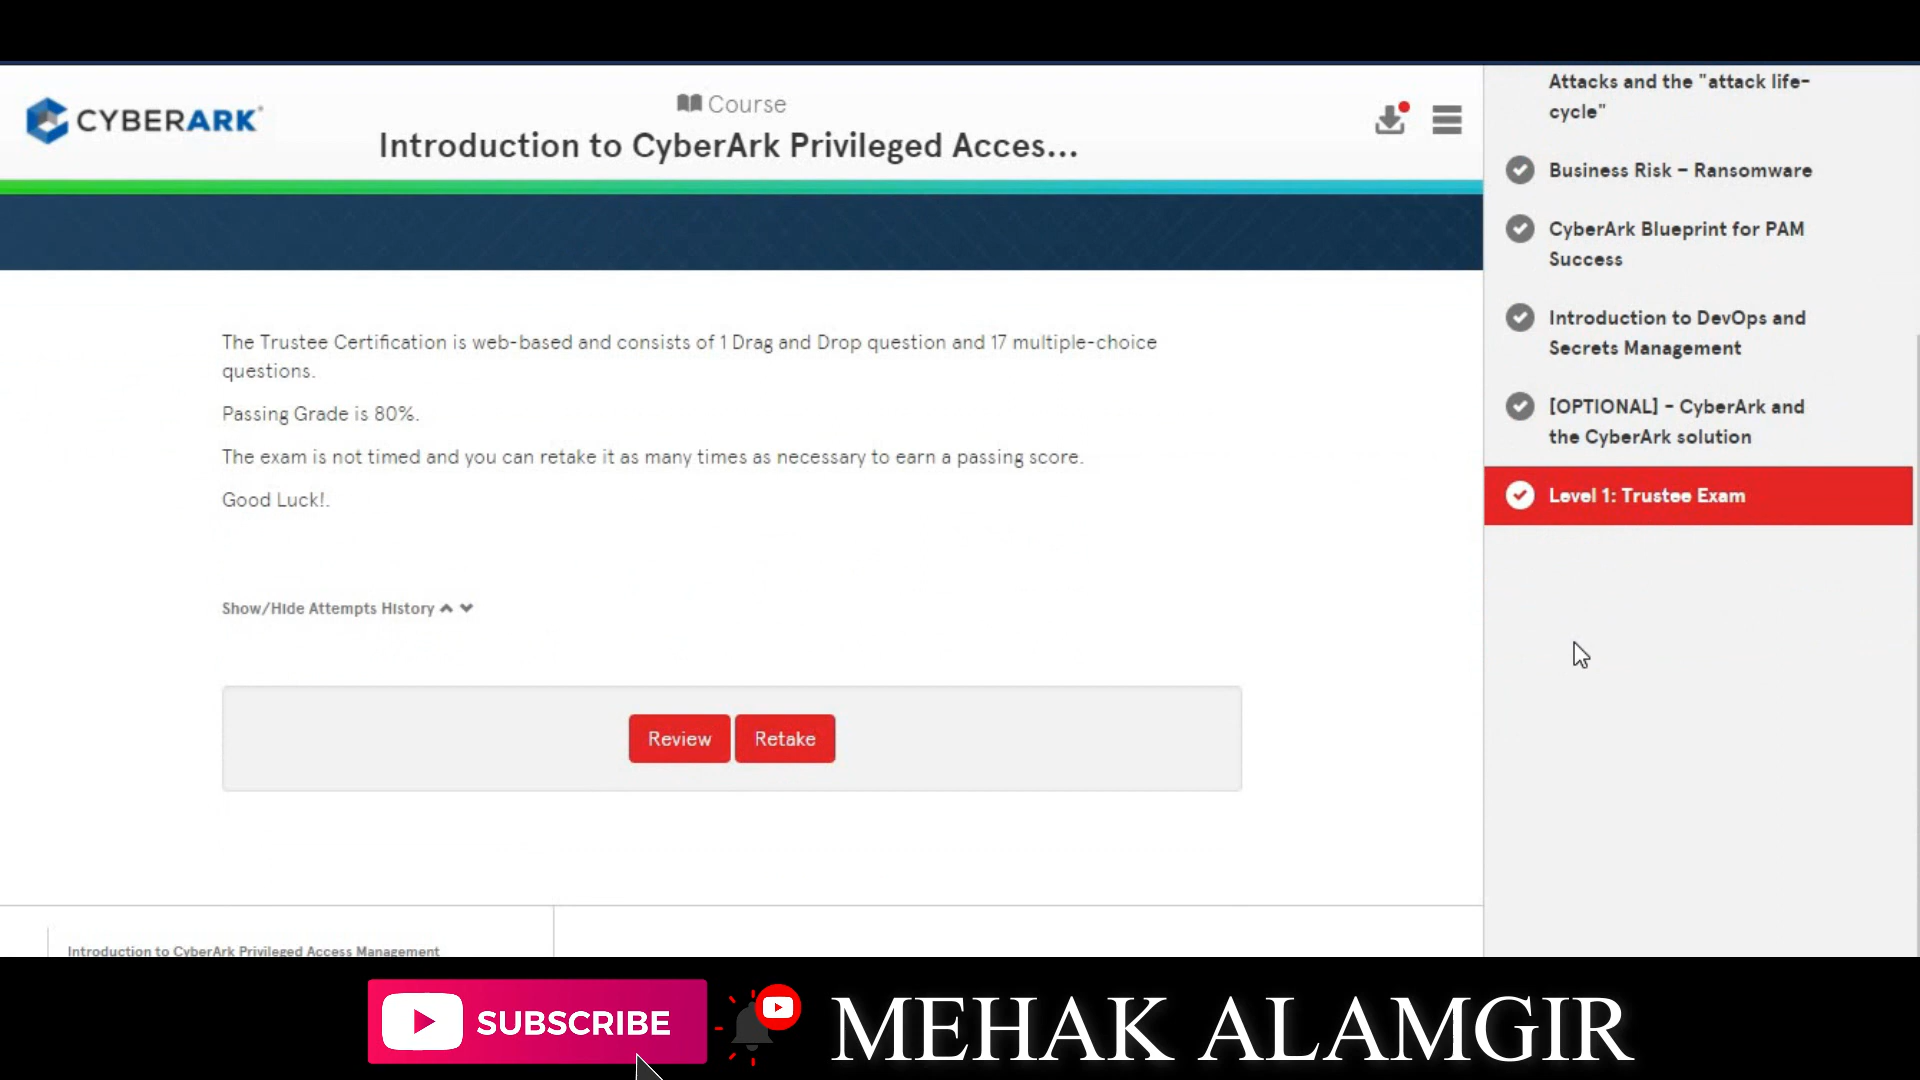 CYBERARK
Course
Introduction to CyberArk Privileged Acces...
The Trustee Certification is web-based and consists of 1 Drag and Drop question and 17 multiple-choice
questions.
Passing Grade is 80%.
The exam is not timed and you can retake it as many times as necessary to earn a passing score.
Good Luck!.
Show/Hide Attempts History
Review Retake
Introduction to CyberArk Privileged Access Management
Attacks and the "attack life-
cycle"
Business Risk – Ransomware
CyberArk Blueprint for PAM
Success
Introduction to DevOps and
Secrets Management
[OPTIONAL] - CyberArk and
the CyberArk solution
Level 1: Trustee Exam
SUBSCRIBE
MEHAK ALAMGIR